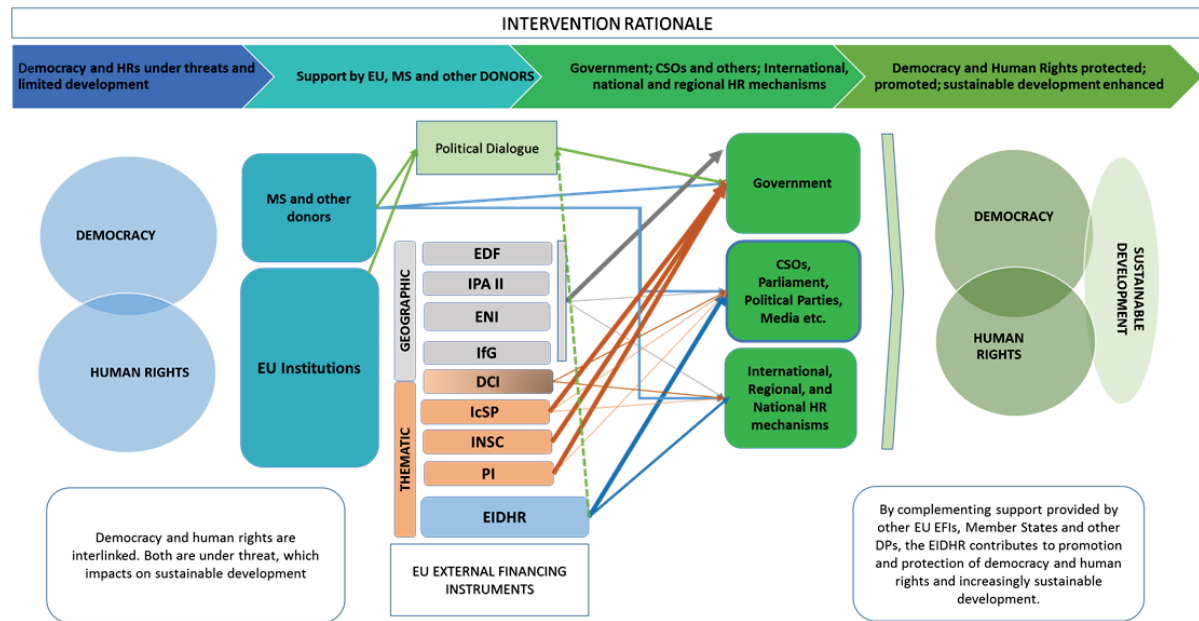 INTERVENTION RATIONALE
Democracy and HRs under threats and
limited development
Support by EU, MS and other DONORS
Government; CSOs and others; International,
national and regional HR mechanisms
Democracy and Human Rights protected;
promoted; sustainable development enhanced
DEMOCRACY
HUMAN RIGHTS
MS and other
donors
EU Institutions
Political Dialogue
GEOGRAPHIC
EDF
IPA II
ENI
IfG
THEMATIC
DCI
IcSP
INSC
PI
EIDHR
EU EXTERNAL FINANCING
INSTRUMENTS
Government
CSOs,
Parliament,
Political Parties,
Media etc.
International,
Regional, and
National HR
mechanisms
DEMOCRACY
HUMAN
RIGHTS
SUSTAINABLE
DEVELOPMENT
Democracy and human rights are
interlinked. Both are under threat, which
impacts on sustainable development
By complementing support provided by
other EU EFIs, Member States and other
DPs, the EIDHR contributes to promotion
and protection of democracy and human
rights and increasingly sustainable
development.